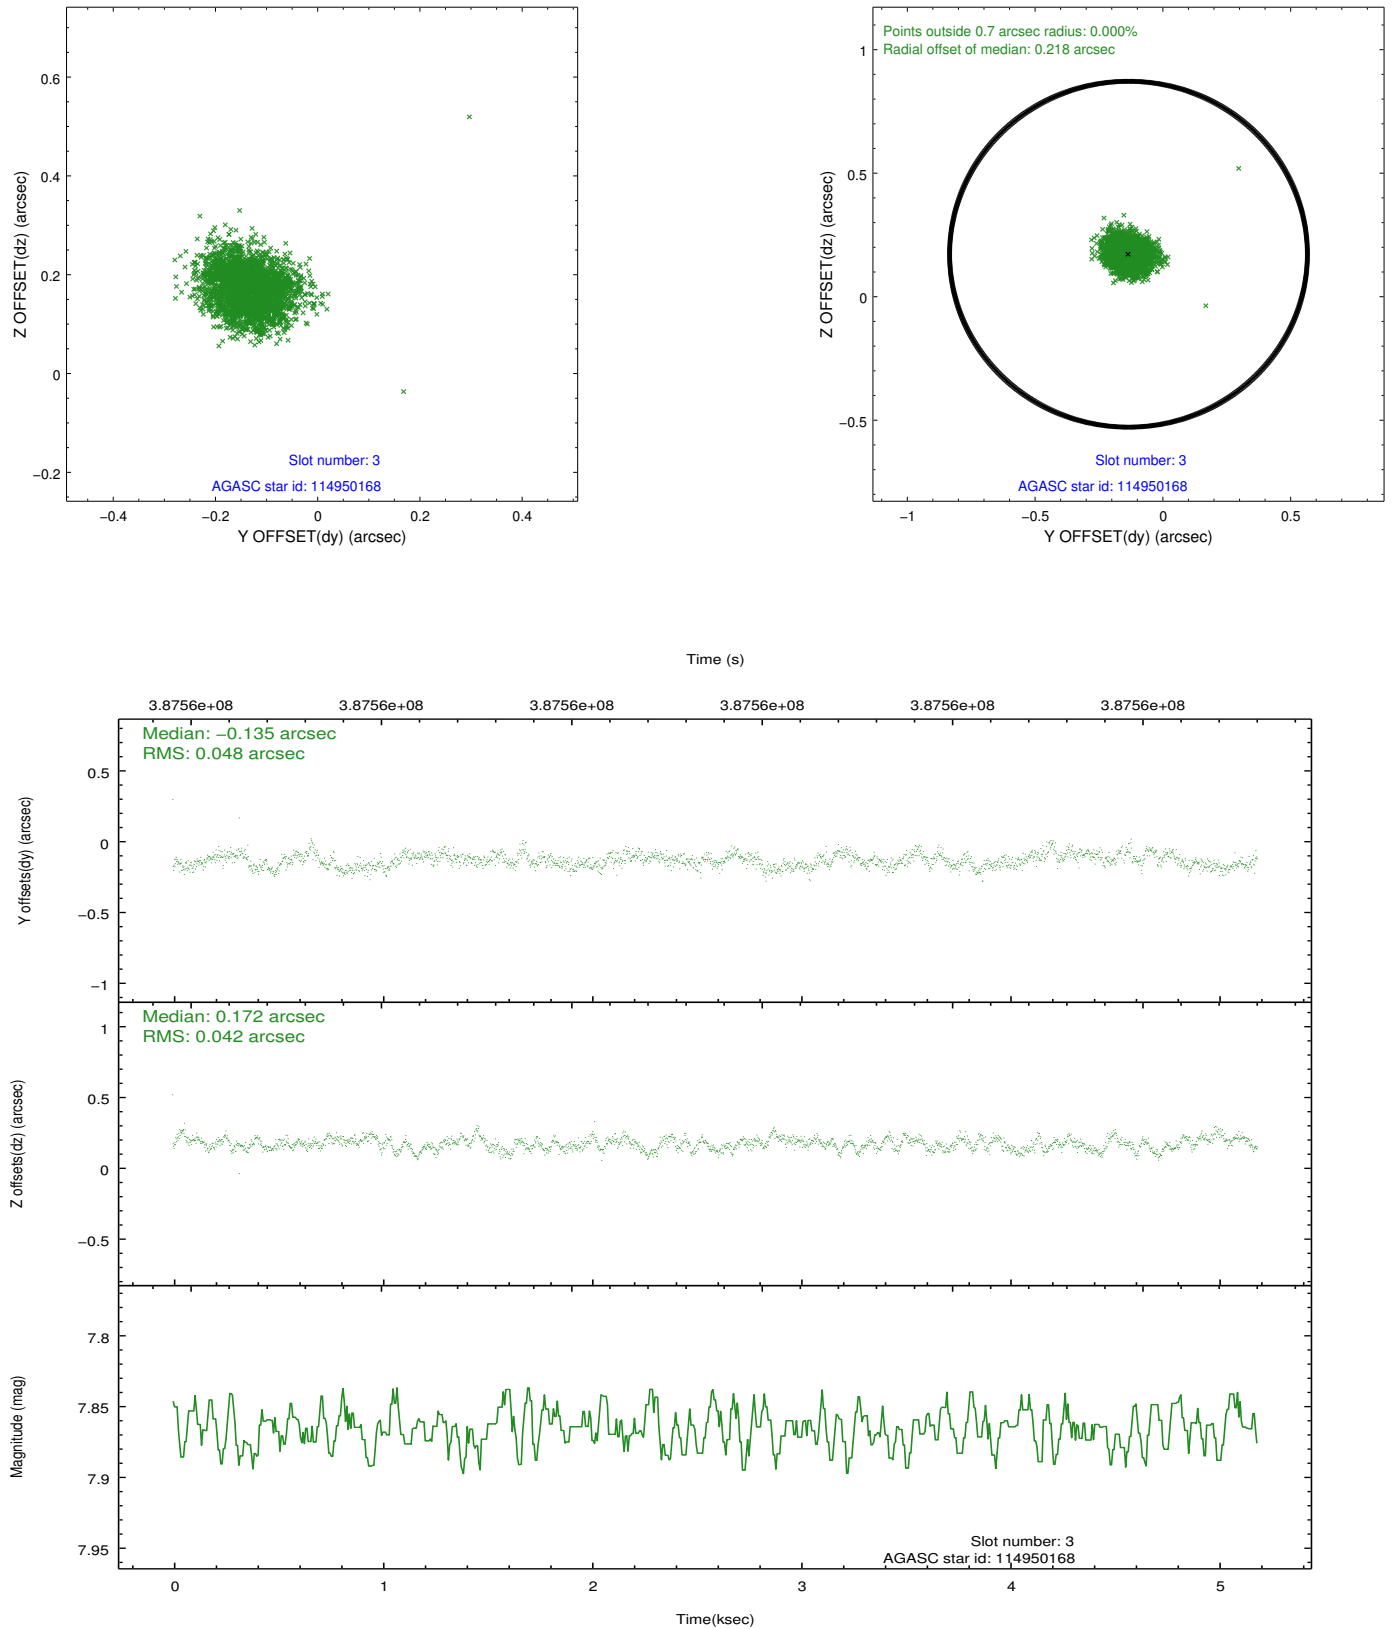 0.6
0.4
0.2
0
−0.2
Z OFFSET(dz) (arcsec)
Slot number: 3
AGASC star id: 114950168
−0.4 −0.2 0 0.2 0.4
Y OFFSET(dy) (arcsec)
Points outside 0.7 arcsec radius: 0.000%
Radial offset of median: 0.218 arcsec
1
0.5
0
−0.5
Z OFFSET(dz) (arcsec)
Slot number: 3
AGASC star id: 114950168
−1 −0.5 0 0.5
Y OFFSET(dy) (arcsec)
Time (s)
3.8756e+08 3.8756e+08 3.8756e+08 3.8756e+08 3.8756e+08 3.8756e+08
Median: −0.135 arcsec
RMS: 0.048 arcsec
0.5
0
−0.5
−1
Y offsets(dy) (arcsec)
Median: 0.172 arcsec
RMS: 0.042 arcsec
1
0.5
0
−0.5
Z offsets(dz) (arcsec)
7.8
7.85
7.9
7.95
Magnitude (mag)
Slot number: 3
AGASC star id: 114950168
0 1 2 3 4 5
Time(ksec)